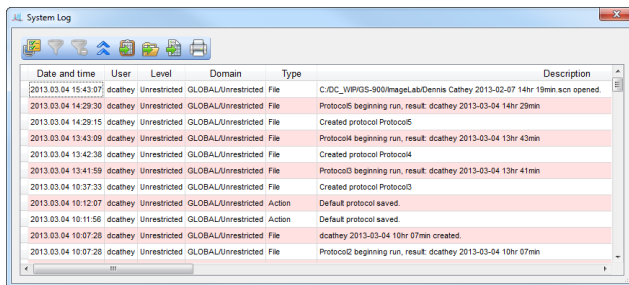 System Log
Date and time User Level Domain Type Description
2013.03.04 15:43:07 dcathey Unrestricted GLOBAL/Unrestricted File C:/DC_WIP/GS-900/ImageLab/Dennis Cathey 2013-02-07 14hr 19min.scn opened.
2013.03.04 14:29:30 dcathey Unrestricted GLOBAL/Unrestricted File Protocol5 beginning run, result: dcathey 2013-03-04 14hr 29min
2013.03.04 14:29:15 dcathey Unrestricted GLOBAL/Unrestricted File Created protocol Protocol5
2013.03.04 13:43:09 dcathey Unrestricted GLOBAL/Unrestricted File Protocol4 beginning run, result: dcathey 2013-03-04 13hr 43min
2013.03.04 13:42:38 dcathey Unrestricted GLOBAL/Unrestricted File Created protocol Protocol4
2013.03.04 13:41:59 dcathey Unrestricted GLOBAL/Unrestricted File Protocol3 beginning run, result: dcathey 2013-03-04 13hr 41min
2013.03.04 10:37:33 dcathey Unrestricted GLOBAL/Unrestricted File Created protocol Protocol3
2013.03.04 10:12:07 dcathey Unrestricted GLOBAL/Unrestricted Action Default protocol saved.
2013.03.04 10:11:56 dcathey Unrestricted GLOBAL/Unrestricted Action Default protocol saved.
2013.03.04 10:07:28 dcathey Unrestricted GLOBAL/Unrestricted File dcathey 2013-03-04 10hr 07min created.
2013.03.04 10:07:28 dcathey Unrestricted GLOBAL/Unrestricted File Protocol2 beginning run, result: dcathey 2013-03-04 10hr 07min